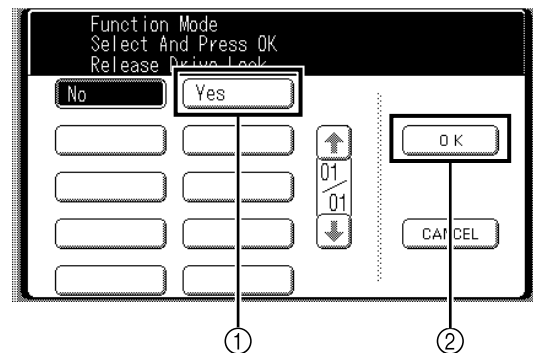 Function Mode
Select And Press OK
Release Drive Lock
No Yes
OK
01
/
01
CANCEL
① ②